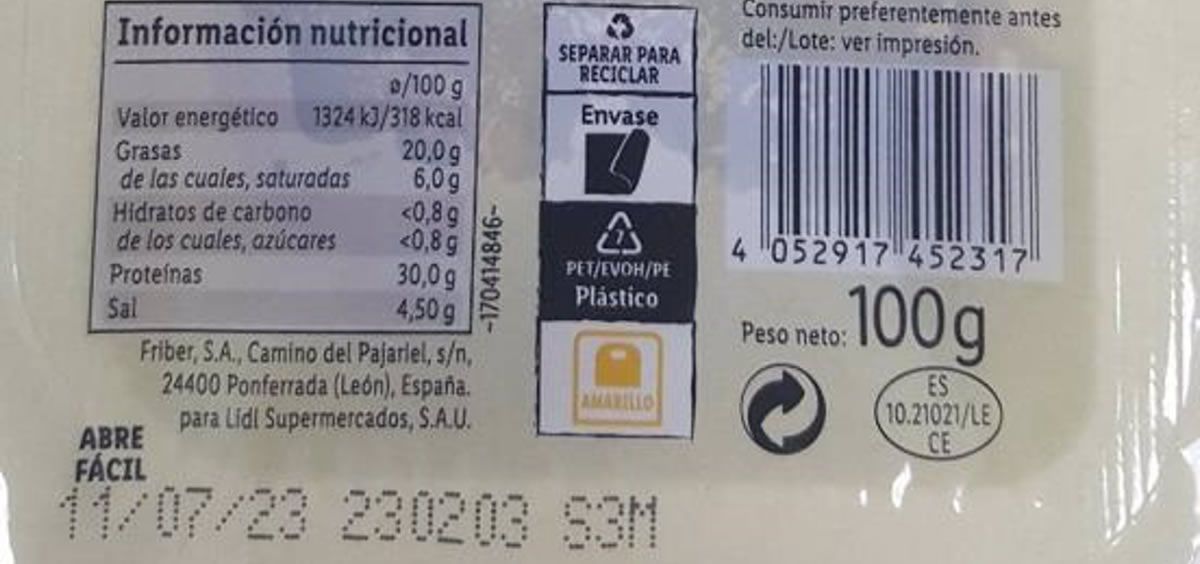 Información nutricional
ø/100 g
Valor energético 1324 kJ/318 kcal
Grasas 20,0 g
de las cuales, saturadas 6,0 g
Hidratos de carbono <0,8 g
de los cuales, azúcares <0,8 g
Proteínas 30,0 g
Sal 4,50 g
-170414846-
Friber, S.A., Camino del Pajariel, s/n,
24400 Ponferrada (León), España.
para Lidl Supermercados, S.A.U.
ABRE
FÁCIL
11/07/23 230203 S3M
SEPARAR PARA
RECICLAR
Envase
7
PET/EVOH/PE
Plástico
AMARILLO
Consumir preferentemente antes
del:/Lote: ver impresión.
4 052917 452317
Peso neto: 100g
ES
10.21021/LE
CE